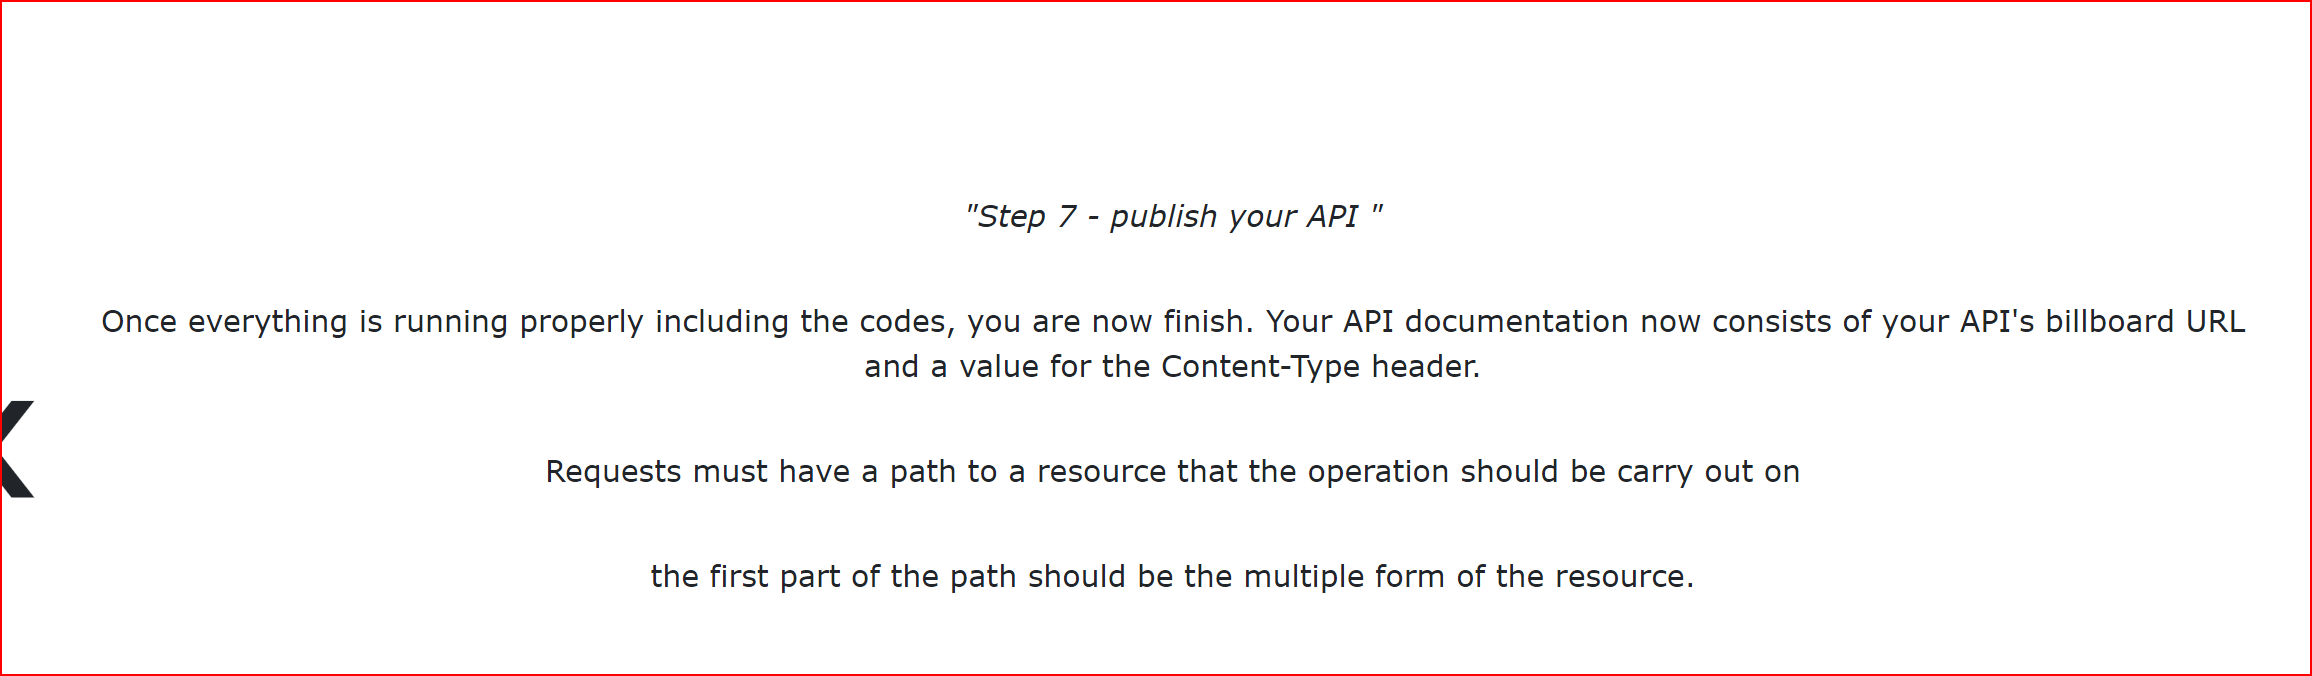 "Step 7 - publish your API "
Once everything is running properly including the codes, you are now finish. Your API documentation now consists of your API's billboard URL
and a value for the Content-Type header.
Requests must have a path to a resource that the operation should be carry out on
the first part of the path should be the multiple form of the resource.